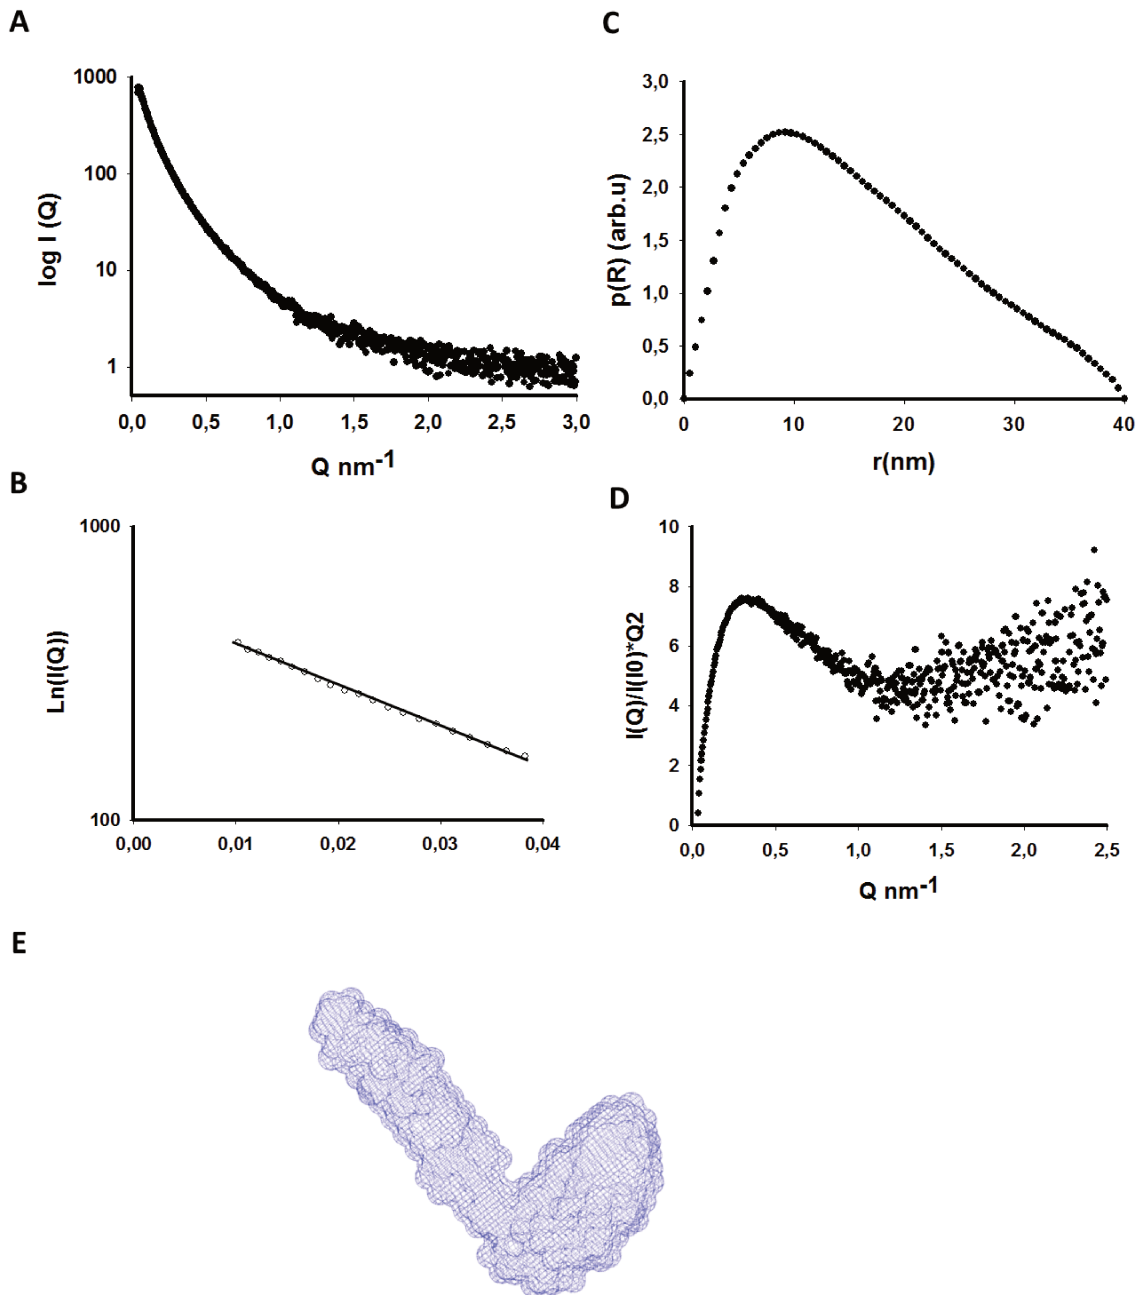 A
1000
100
10
1
log I (Q)
0,0 0,5 1,0 1,5 2,0 2,5 3,0
Q nm-1
C
3,0
2,5
2,0
1,5
1,0
0,5
0,0
p(R) (arb.u)
0 10 20 30 40
r(nm)
B
1000
100
Ln(I(Q))
0,00 0,01 0,02 0,03 0,04
D
10
8
6
4
2
0
I(Q)/I(I0)*Q2
0,0 0,5 1,0 1,5 2,0 2,5
Q nm-1
E